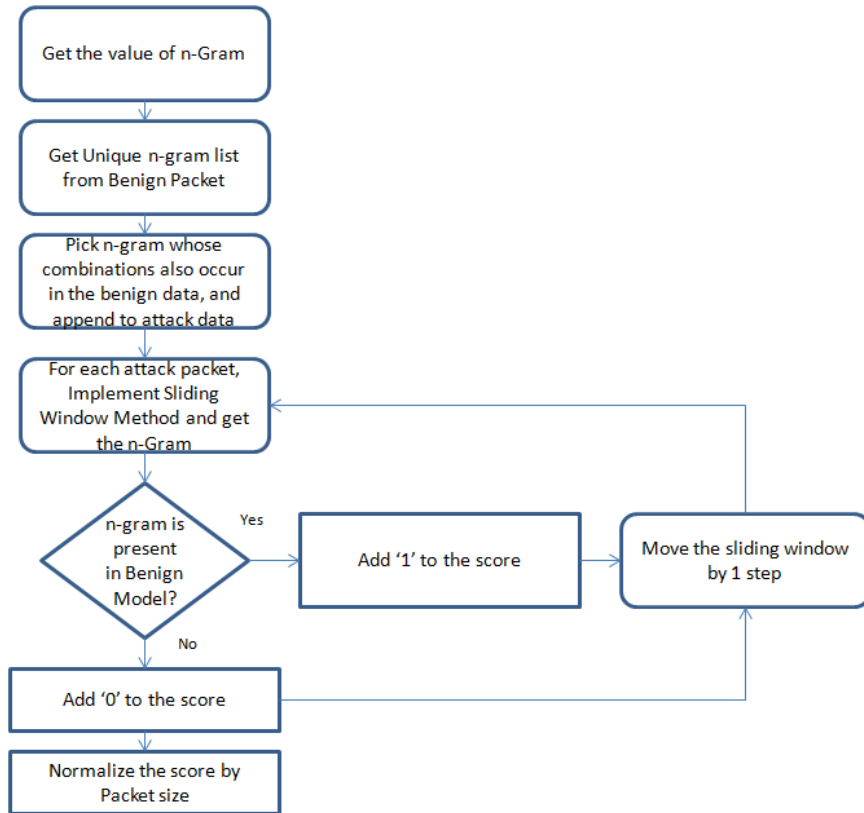 Get the value of n-Gram
Get Unique n-gram list
from Benign Packet
Pick n-gram whose
combinations also occur
in the benign data, and
append to attack data
For each attack packet,
Implement Sliding
Window Method and get
the n-Gram
n-gram is
present
in Benign
Model?
Yes
Add ‘1’ to the score
Move the sliding window
by 1 step
No
Add ‘0’ to the score
Normalize the score by
Packet size